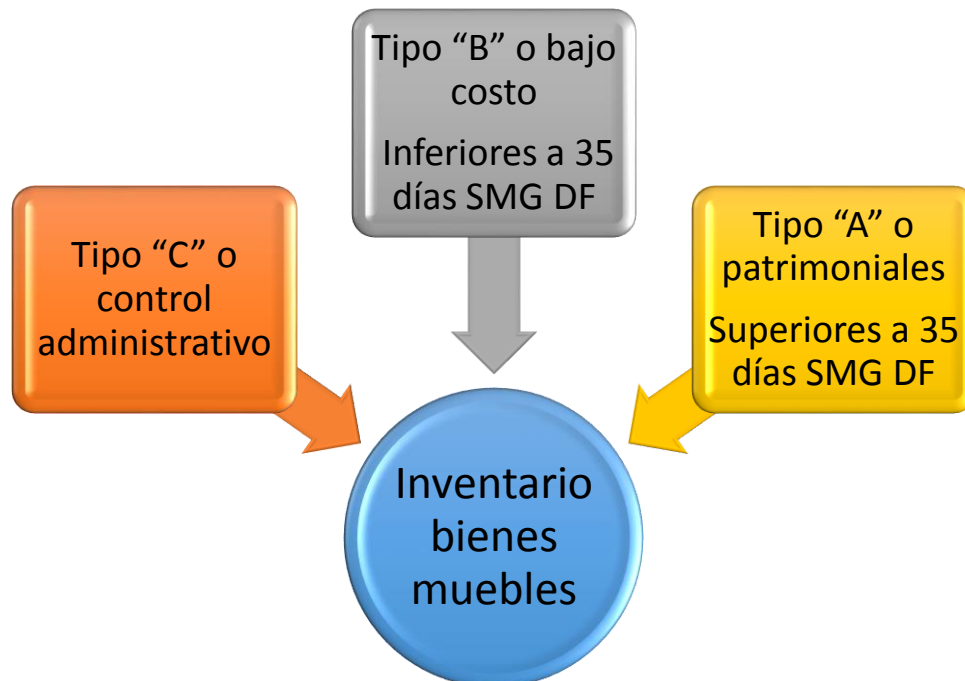 Tipo “B” o bajo
costo
Inferiores a 35
días SMG DF
Tipo “C” o
control
administrativo
Tipo “A” o
patrimoniales
Superiores a 35
días SMG DF
Inventario
bienes
muebles